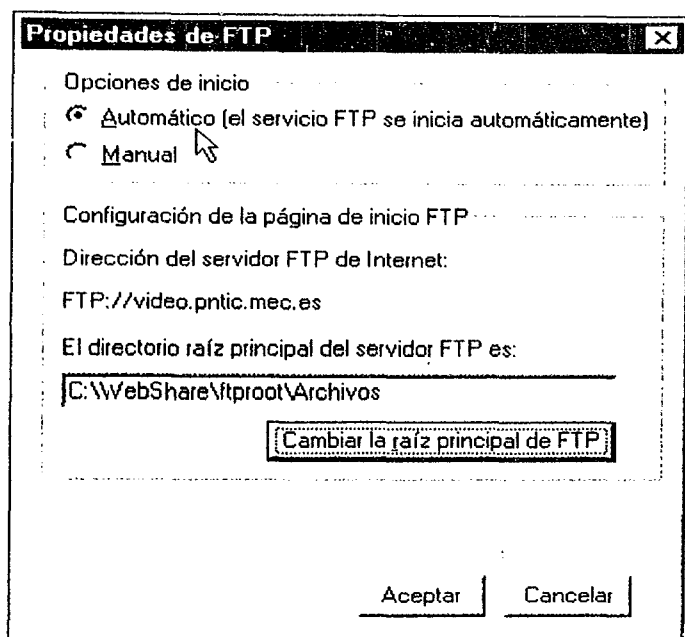 Propiedades de FTP
Opciones de inicio
Automático (el servicio FTP se inicia automáticamente)
Manual
Configuración de la página de inicio FTP
Dirección del servidor FTP de Internet:
FTP://video.pntic.mec.es
El directorio raíz principal del servidor FTP es:
C:\WebShare\ftproot\Archivos
Cambiar la raíz principal de FTP
Aceptar Cancelar